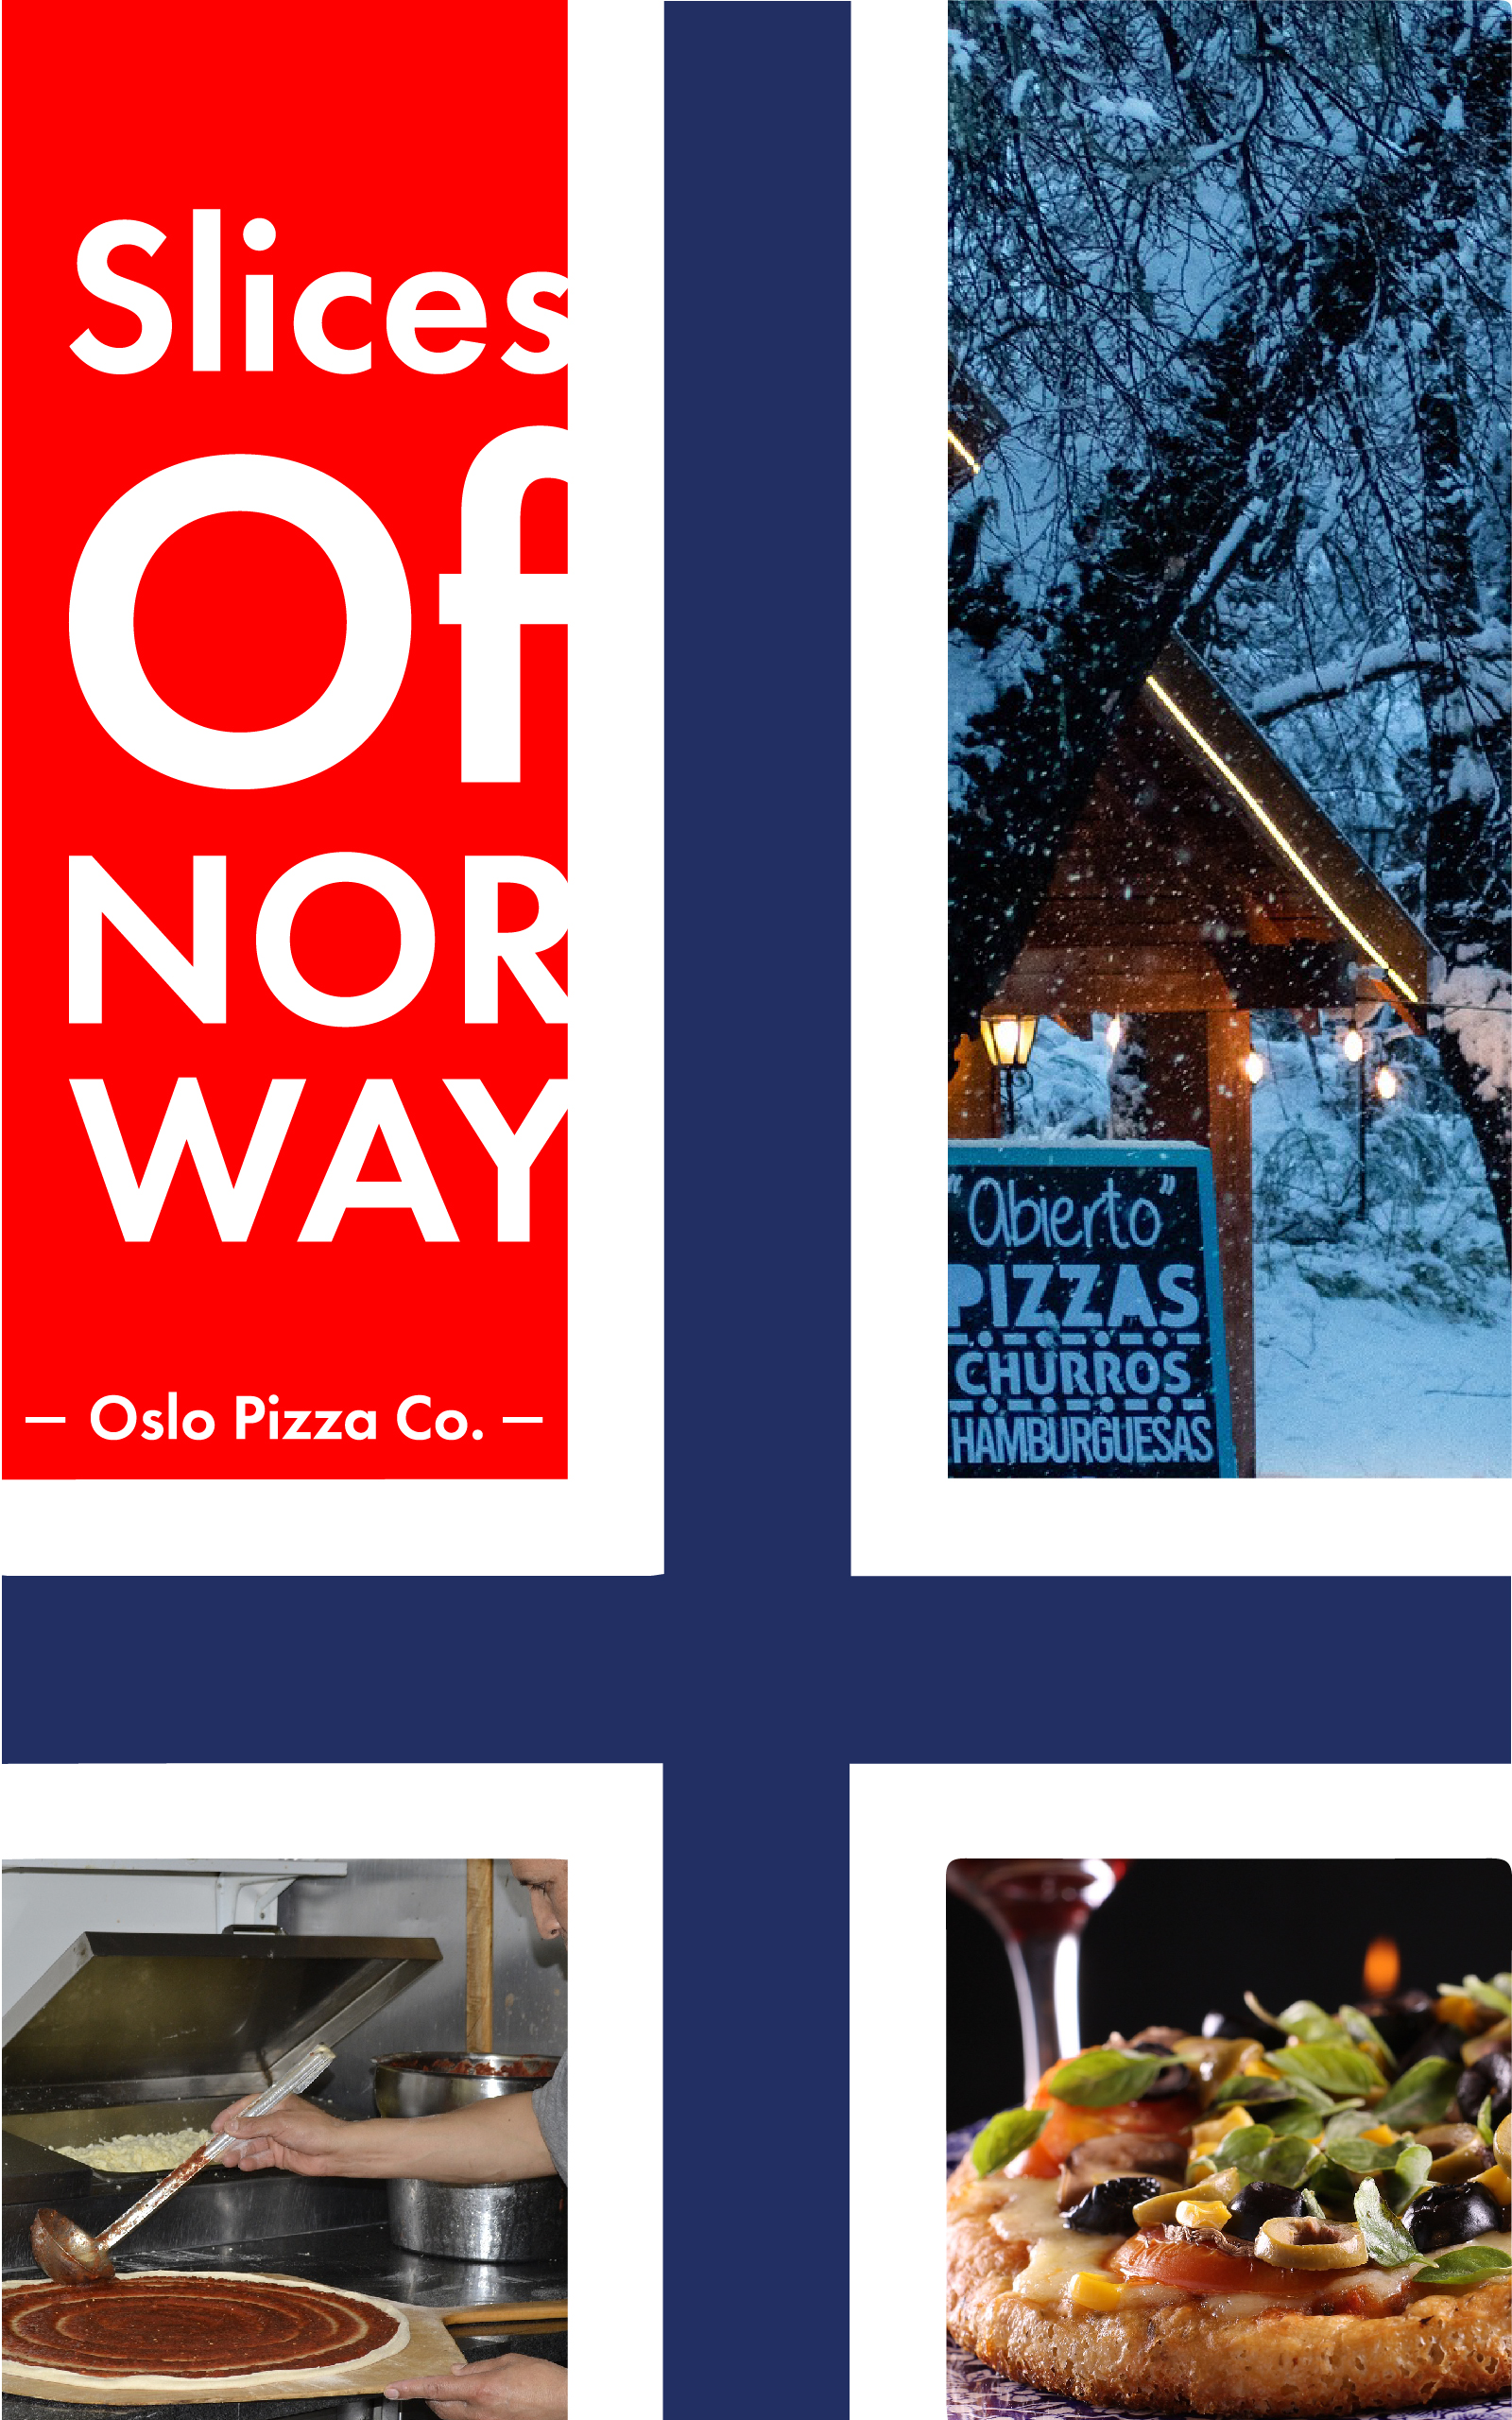 Slices
Of
NOR
WAY
— Oslo Pizza Co. —
"Abierto"
PIZZAS
CHURROS
HAMBURGUESAS